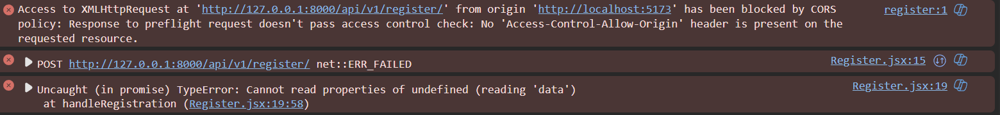 Access to XMLHttpRequest at 'http://127.0.0.1:8000/api/v1/register/' from origin 'http://localhost:5173' has been blocked by CORS register:1
policy: Response to preflight request doesn't pass access control check: No 'Access-Control-Allow-Origin' header is present on the
requested resource.
POST http://127.0.0.1:8000/api/v1/register/ net::ERR_FAILED Register.jsx:15
Uncaught (in promise) TypeError: Cannot read properties of undefined (reading 'data') Register.jsx:19
at handleRegistration (Register.jsx:19:58)